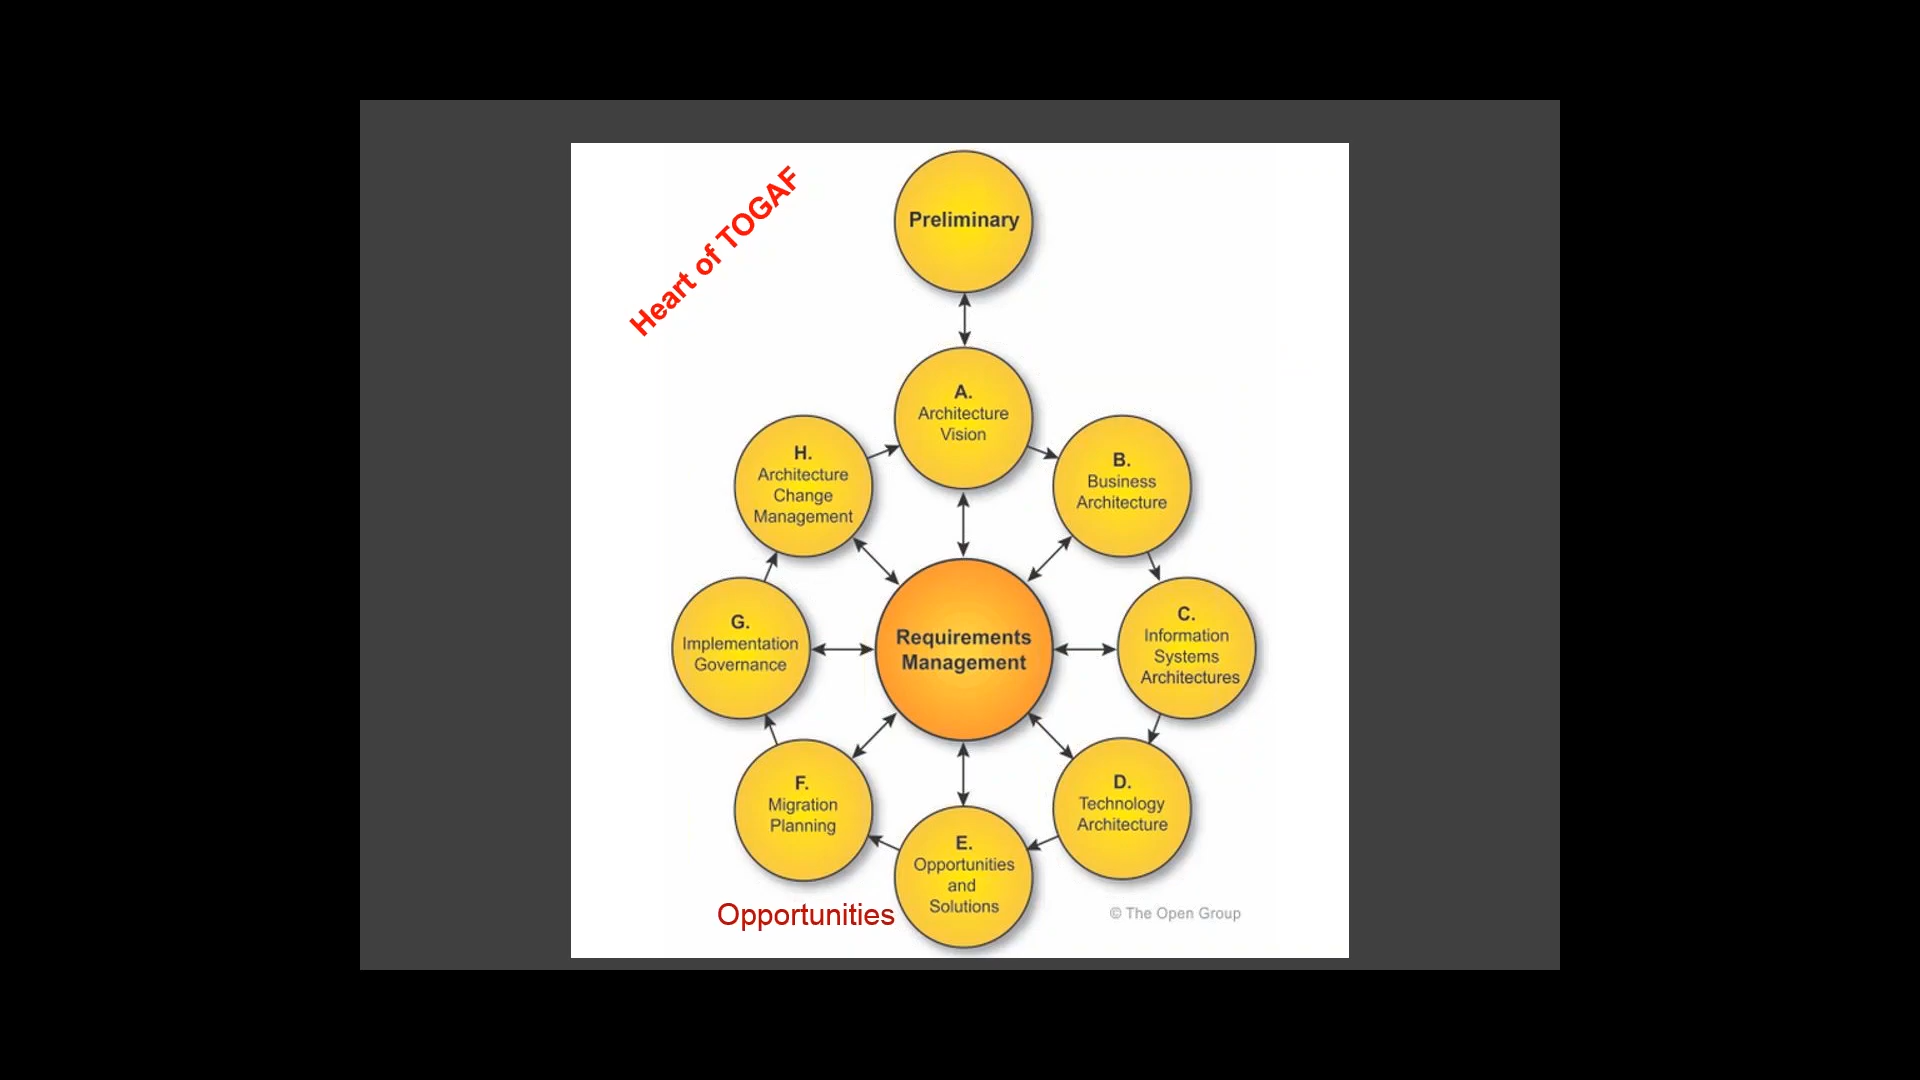 Heart of TOGAF
Preliminary
A.
Architecture
Vision
B.
Business
Architecture
C.
Information
Systems
Architectures
D.
Technology
Architecture
E.
Opportunities
and
Solutions
F.
Migration
Planning
G.
Implementation
Governance
H.
Architecture
Change
Management
Requirements
Management
Opportunities
© The Open Group